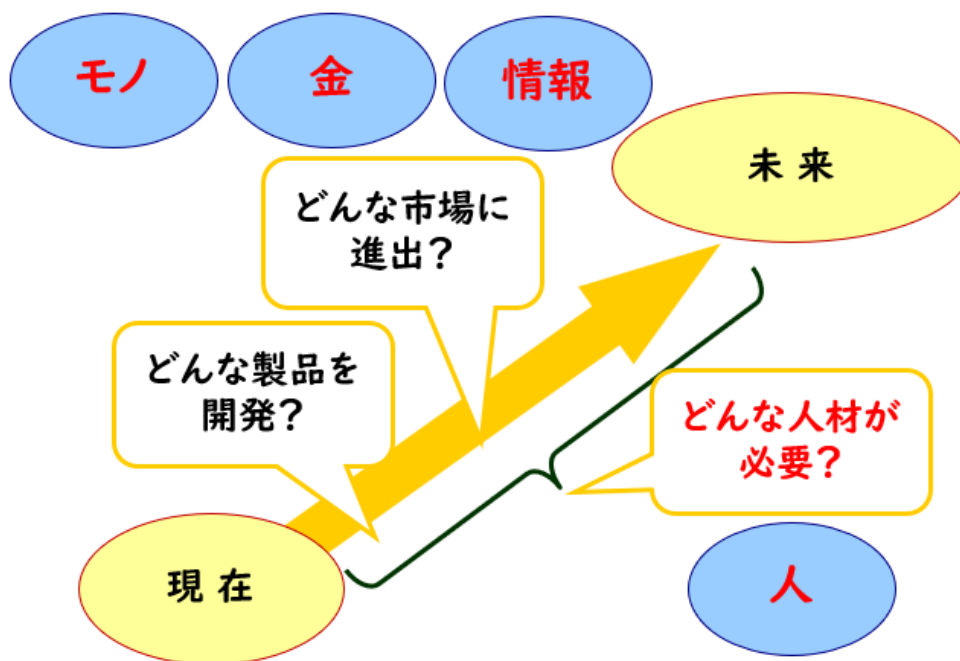 モノ
金
情報
未来
どんな市場に
進出？
どんな製品を
開発？
どんな人材が
必要？
現在
人